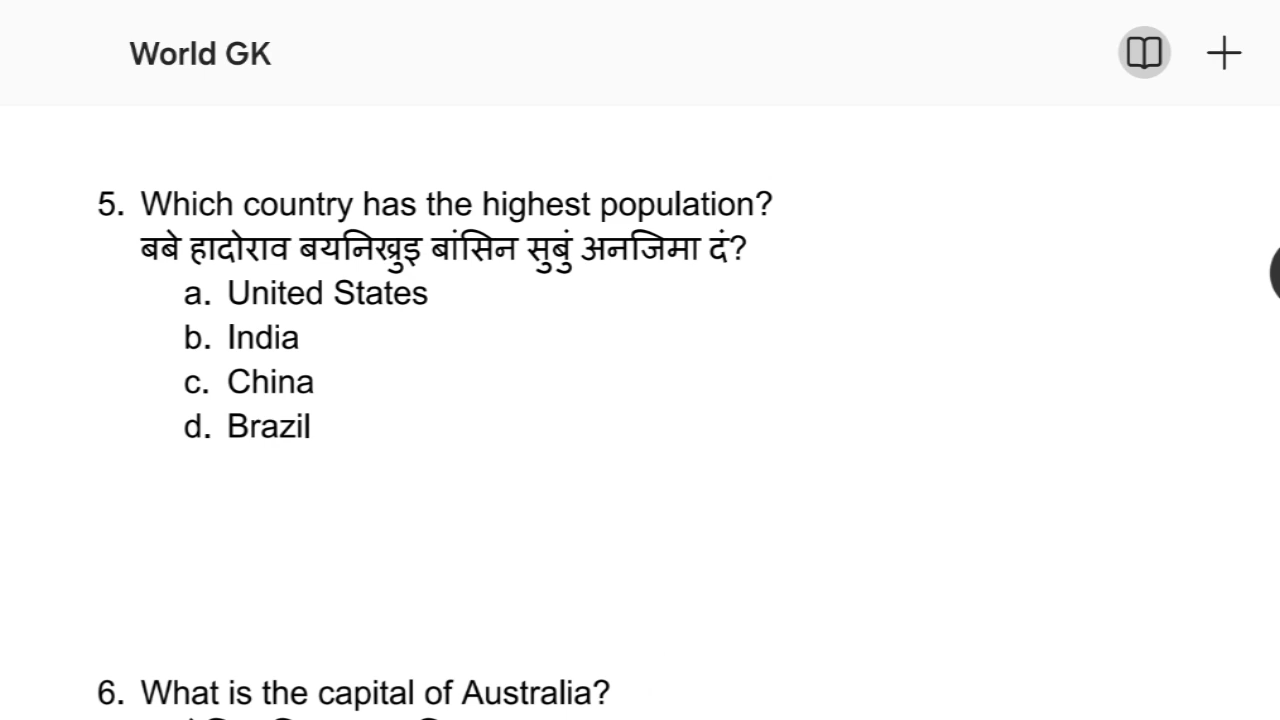 World GK
5. Which country has the highest population?
बबे हादोराव बयनिख्रुइ बांसिन सुबुं अनजिमा दं?
a. United States
b. India
c. China
d. Brazil
6. What is the capital of Australia?